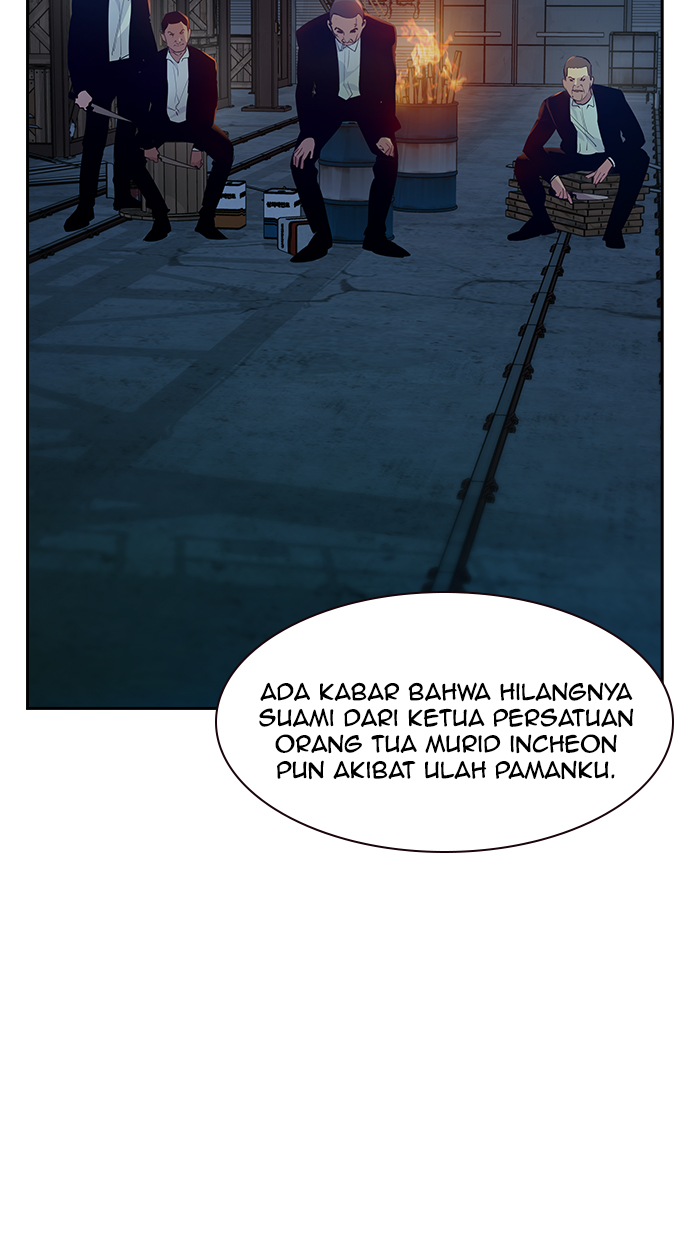 ADA KABAR BAHWA HILANGNYA
SUAMI DARI KETUA PERSATUAN
ORANG TUA MURID INCHEON
PUN AKIBAT ULAH PAMANKU.